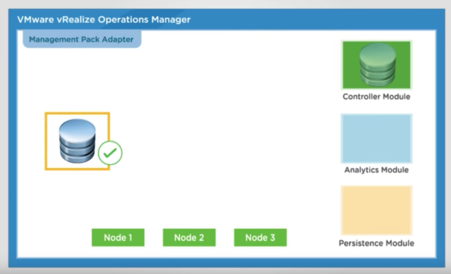 VMware vRealize Operations Manager
Management Pack Adapter
Controller Module
Analytics Module
Node 1
Node 2
Node 3
Persistence Module